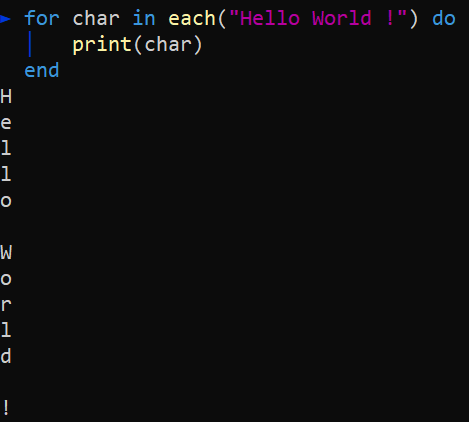 ► for char in each("Hello World !") do
│   print(char)
end
H
e
l
l
o

W
o
r
l
d

!